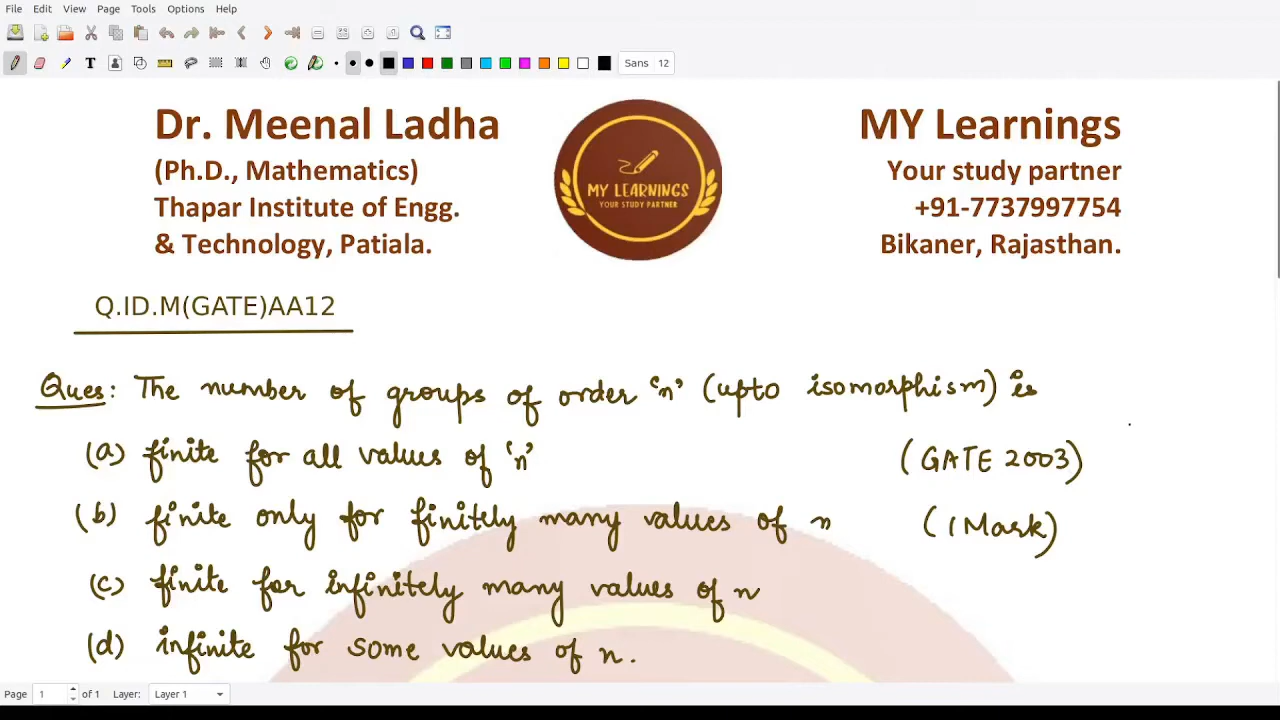 File Edit View Page Tools Options Help
Sans 12
Dr. Meenal Ladha
(Ph.D., Mathematics)
Thapar Institute of Engg.
& Technology, Patiala.
MY LEARNINGS
YOUR STUDY PARTNER
MY Learnings
Your study partner
+91-7737997754
Bikaner, Rajasthan.
Q.ID.M(GATE)AA12
Ques: The number of groups of order 'n' (upto isomorphism) is
(a) finite for all values of 'n'
(GATE 2003)
(b) finite only for finitely many values of n
(1 Mark)
(c) finite for infinitely many values of n
(d) infinite for some values of n.
Page 1 of 1 Layer: Layer 1